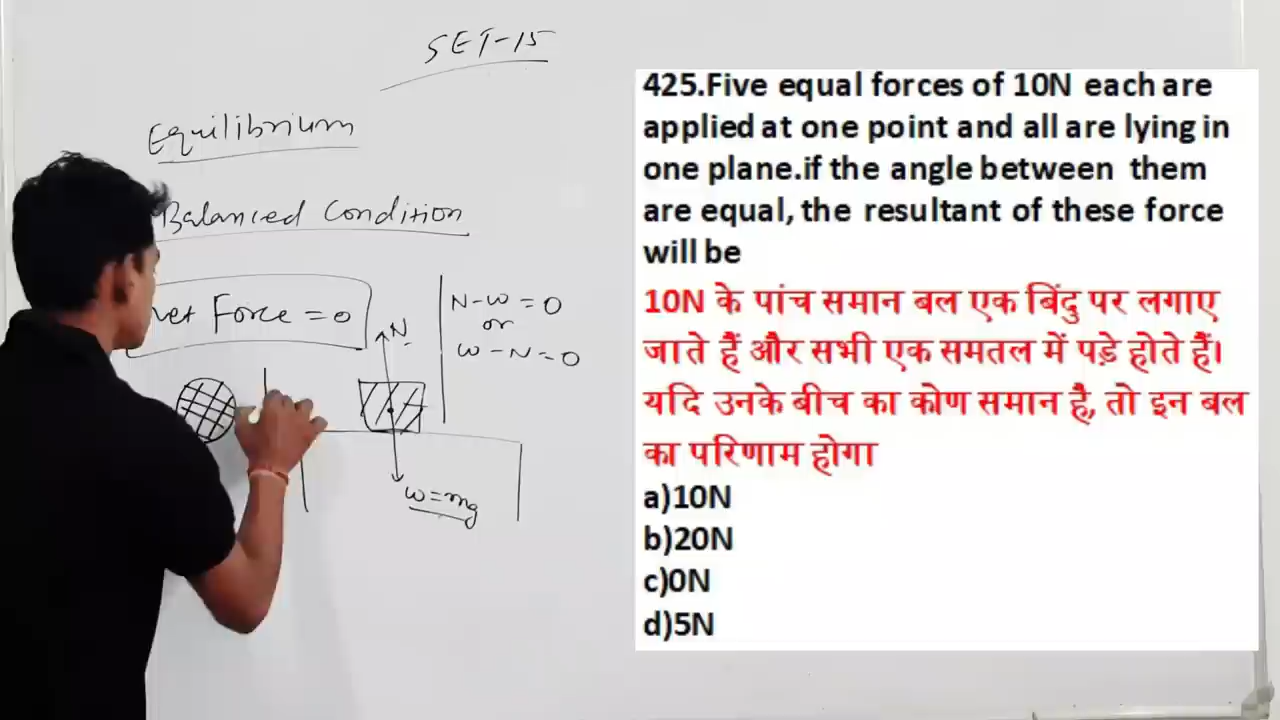 SET-15
Equilibrium
Balanced Condition
Force = 0
N-w=0
or
w-N=0
N
w=mg
425.Five equal forces of 10N each are
applied at one point and all are lying in
one plane.if the angle between them
are equal, the resultant of these force
will be
10N के पांच समान बल एक बिंदु पर लगाए
जाते हैं और सभी एक समतल में पड़े होते हैं।
यदि उनके बीच का कोण समान है, तो इन बल
का परिणाम होगा
a)10N
b)20N
c)0N
d)5N